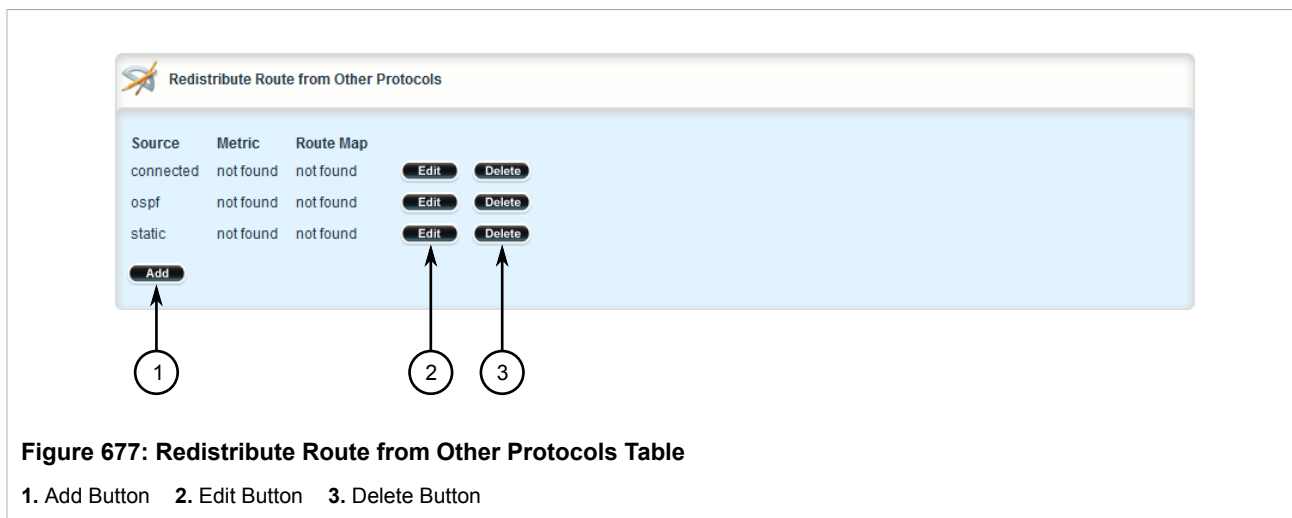 Redistribute Route from Other Protocols
Source Metric Route Map
connected not found not found Edit Delete
ospf not found not found Edit Delete
static not found not found Edit Delete
Add
1 2 3
Figure 677: Redistribute Route from Other Protocols Table
1. Add Button 2. Edit Button 3. Delete Button